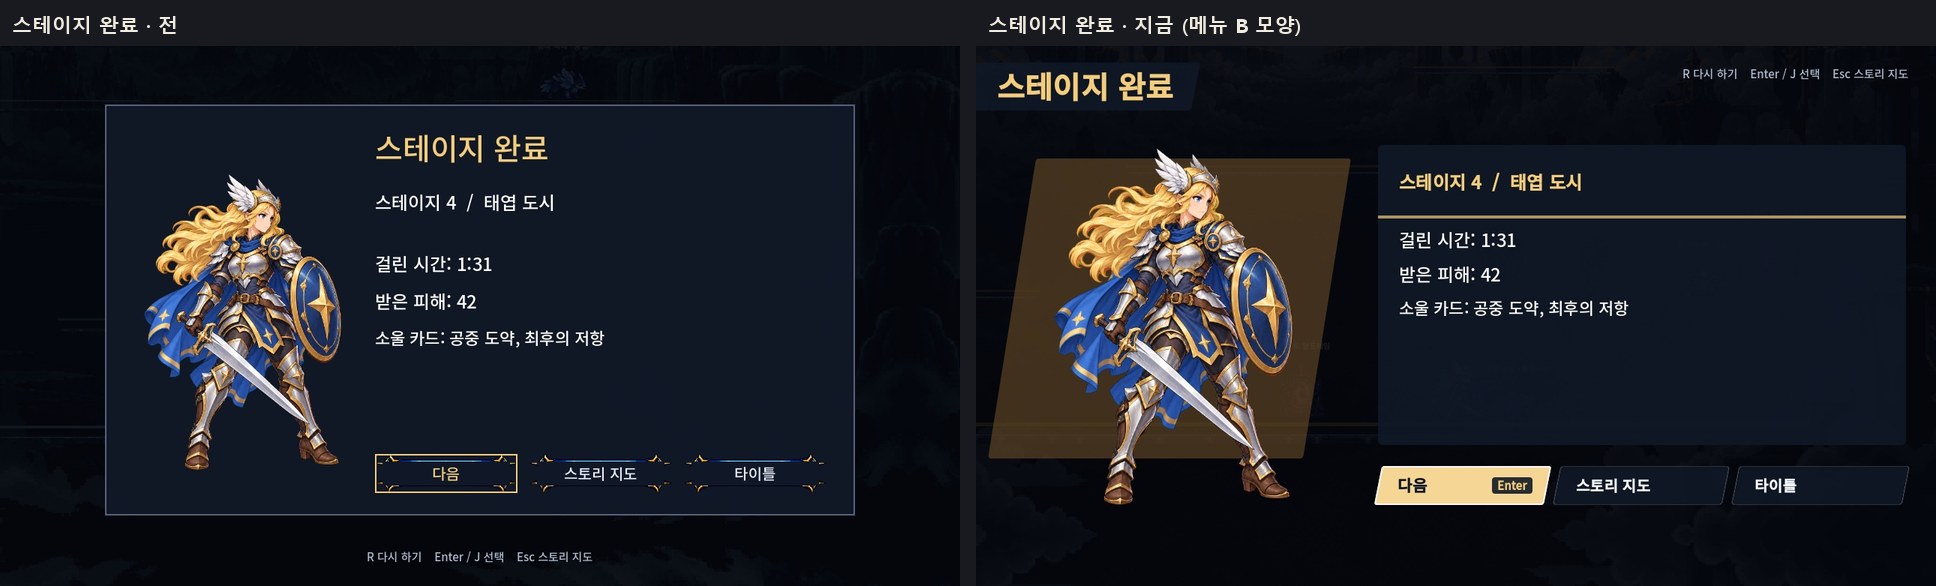 스테이지 완료 · 전
스테이지 완료
스테이지 4 / 태엽 도시
걸린 시간: 1:31
받은 피해: 42
소울 카드: 공중 도약, 최후의 저항
다음
스토리 지도
타이틀
R 다시 하기 Enter / J 선택 Esc 스토리 지도
스테이지 완료 · 지금 (메뉴 B 모양)
스테이지 완료
R 다시 하기 Enter / J 선택 Esc 스토리 지도
스테이지 4 / 태엽 도시
걸린 시간: 1:31
받은 피해: 42
소울 카드: 공중 도약, 최후의 저항
다음 Enter
스토리 지도
타이틀